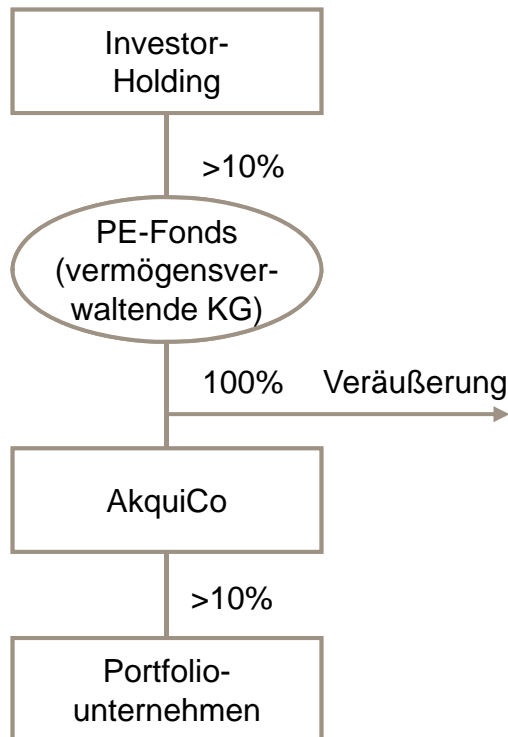 Investor-
Holding
>10%
PE-Fonds
(vermögensver-
waltende KG)
100% Veräußerung
AkquiCo
>10%
Portfolio-
unternehmen